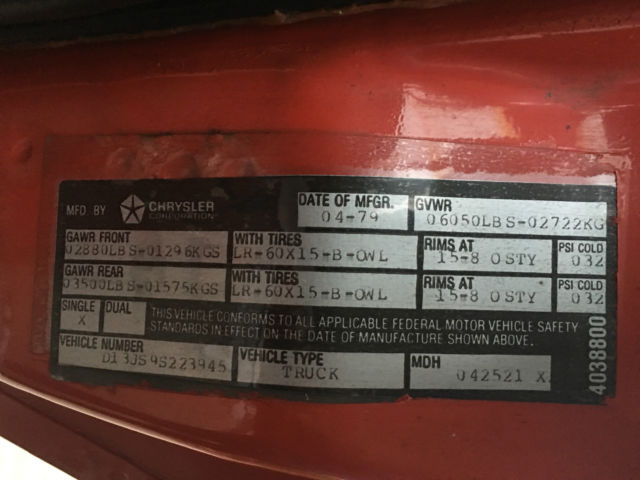 MFD. BY CHRYSLER CORPORATION DATE OF MFGR. 04-79 GVWR 06050LBS-02722KG
GAWR FRONT 02880LBS-01296KGS WITH TIRES LR-60X15-B-OWL RIMS AT 15-8 0STY PSI COLD 032
GAWR REAR 03500LBS-01575KGS WITH TIRES LR-60X15-B-OWL RIMS AT 15-8 0STY PSI COLD 032
SINGLE X DUAL THIS VEHICLE CONFORMS TO ALL APPLICABLE FEDERAL MOTOR VEHICLE SAFETY
STANDARDS IN EFFECT ON THE DATE OF MANUFACTURE SHOWN ABOVE.
VEHICLE NUMBER D13JS9S223945 VEHICLE TYPE TRUCK MDH 042521 X
4038800